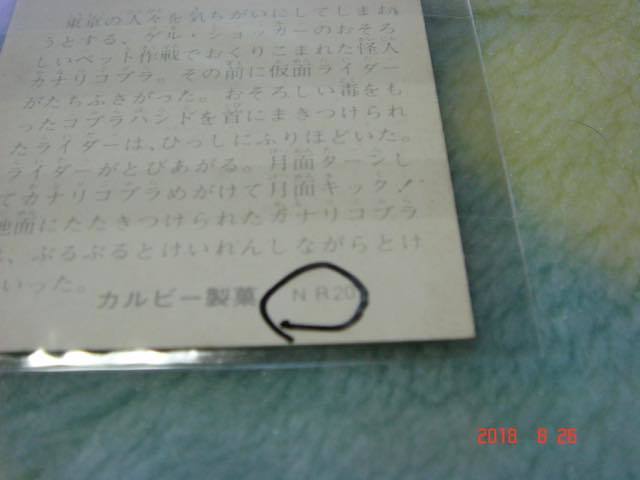 東京の人々を気ちがいにしてしまお
うとする、ゲル・ショッカーのおそろ
しいペット作戦でおくりこまれた怪人
カナリコブラ。その前に仮面ライダー
がたちふさがった。おそろしい毒をも
ったコブラハンドを首にまきつけられ
たライダーは、ひっしにふりほどいた。
ライダーがとびあがる。月面ターンし
てカナリコブラめがけて月面キック!
地面にたたきつけられたカナリコブラ
は、ぶるぶるとけいれんしながらとけ
いった。
カルビー製菓 NR20
2018 8 26